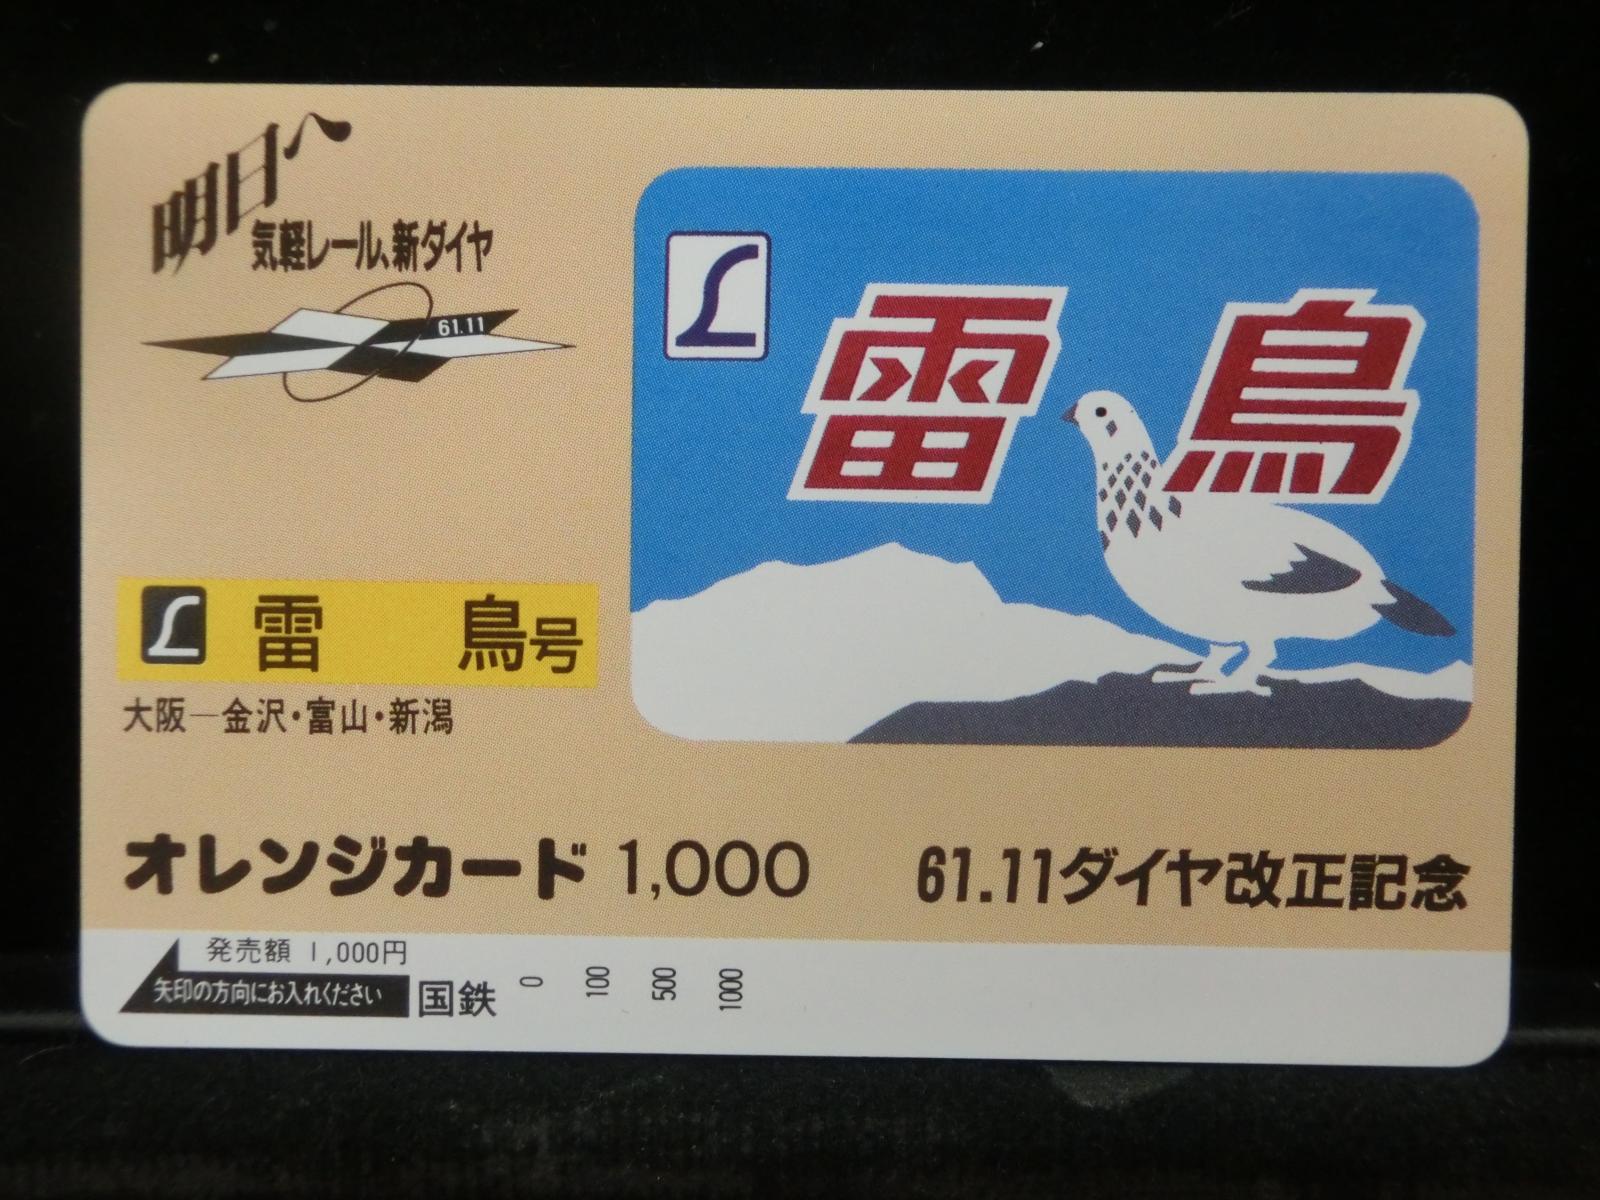 明日へ
気軽レール、新ダイヤ
61.11
L
雷鳥
L 雷鳥号
大阪―金沢・富山・新潟
オレンジカード 1,000
61.11ダイヤ改正記念
発売額 1,000円
矢印の方向にお入れください
国鉄 0 100 500 1000